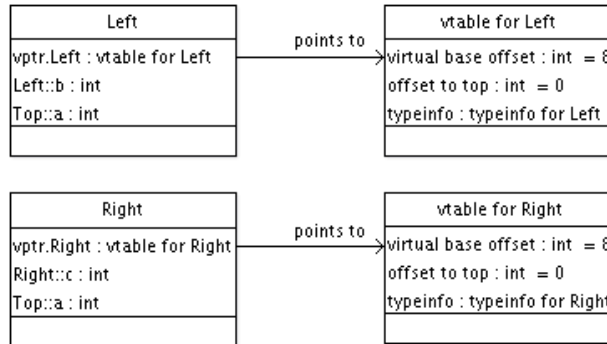 Left
vptr.Left : vtable for Left
Left::b : int
Top::a : int
points to
vtable for Left
virtual base offset : int = 8
offset to top : int = 0
typeinfo : typeinfo for Left
Right
vptr.Right : vtable for Right
Right::c : int
Top::a : int
points to
vtable for Right
virtual base offset : int = 8
offset to top : int = 0
typeinfo : typeinfo for Right